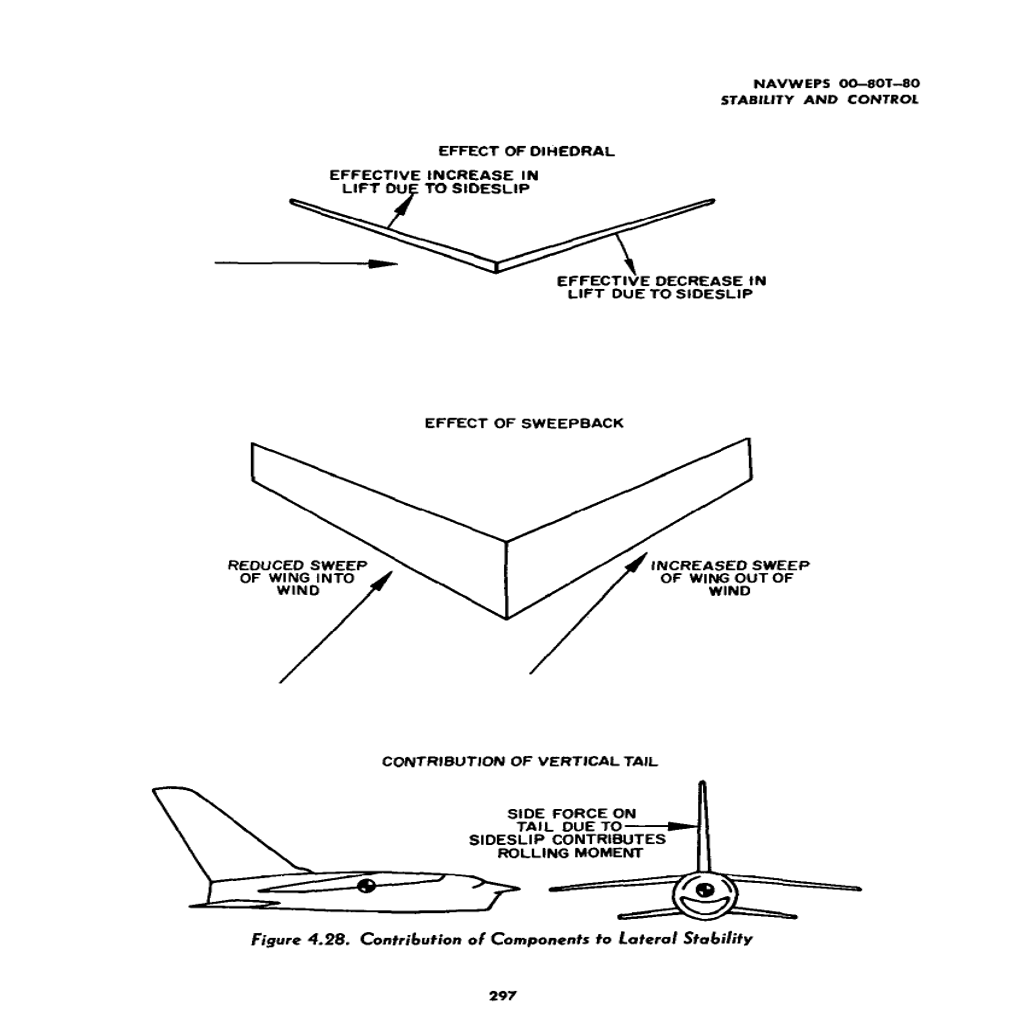 NAVWEPS 00–80T–80
STABILITY AND CONTROL
EFFECT OF DIHEDRAL
EFFECTIVE INCREASE IN
LIFT DUE TO SIDESLIP
EFFECTIVE DECREASE IN
LIFT DUE TO SIDESLIP
EFFECT OF SWEEPBACK
REDUCED SWEEP
OF WING INTO
WIND
INCREASED SWEEP
OF WING OUT OF
WIND
CONTRIBUTION OF VERTICAL TAIL
SIDE FORCE ON
TAIL DUE TO
SIDESLIP CONTRIBUTES
ROLLING MOMENT
Figure 4.28. Contribution of Components to Lateral Stability
297